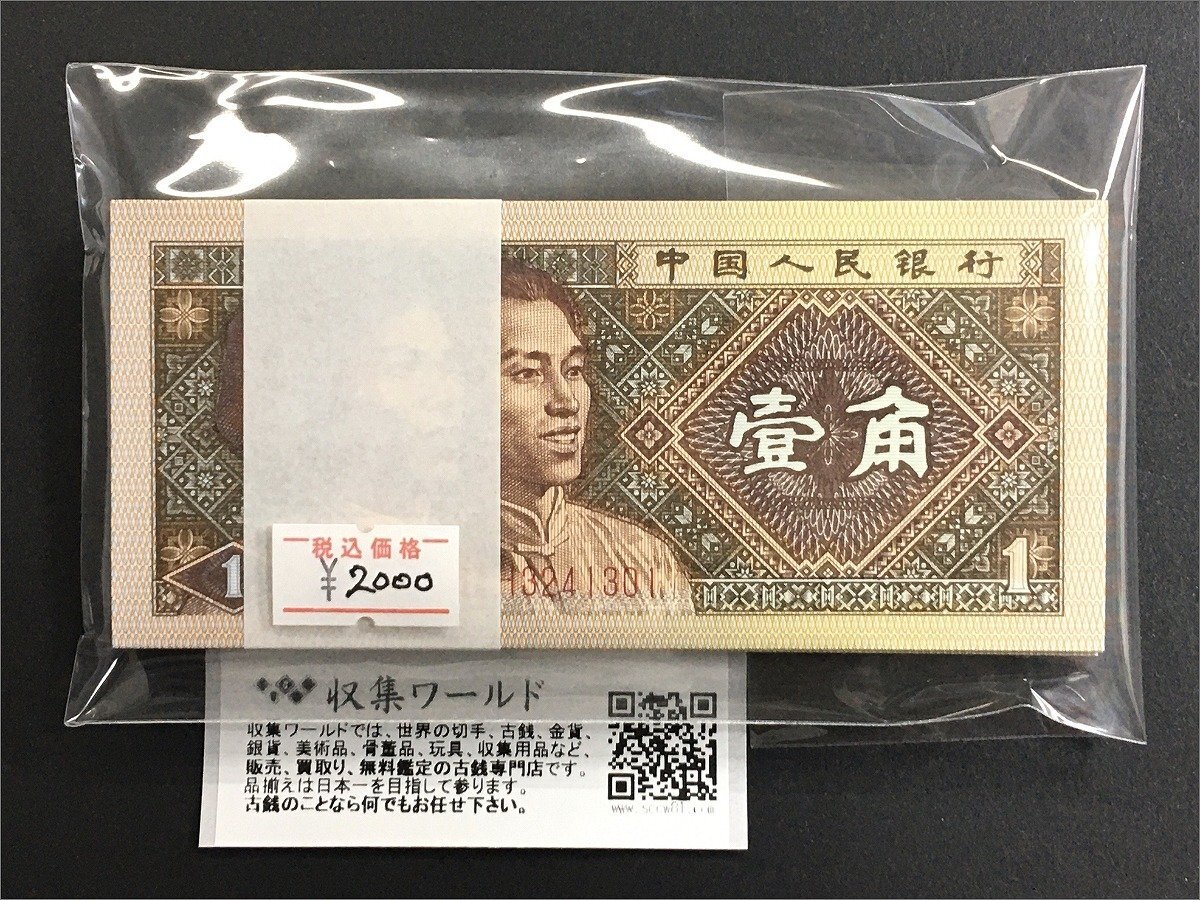 中国人民银行
壹角
1
1
13241301
税込価格
¥2000
収集ワールド
収集ワールドでは、世界の切手、古銭、金貨、
銀貨、美術品、骨董品、玩具、収集用品など、
販売、買取り、無料鑑定の古銭専門店です。
品揃えは日本一を目指して参ります。
古銭のことなら何でもお任せ下さい。